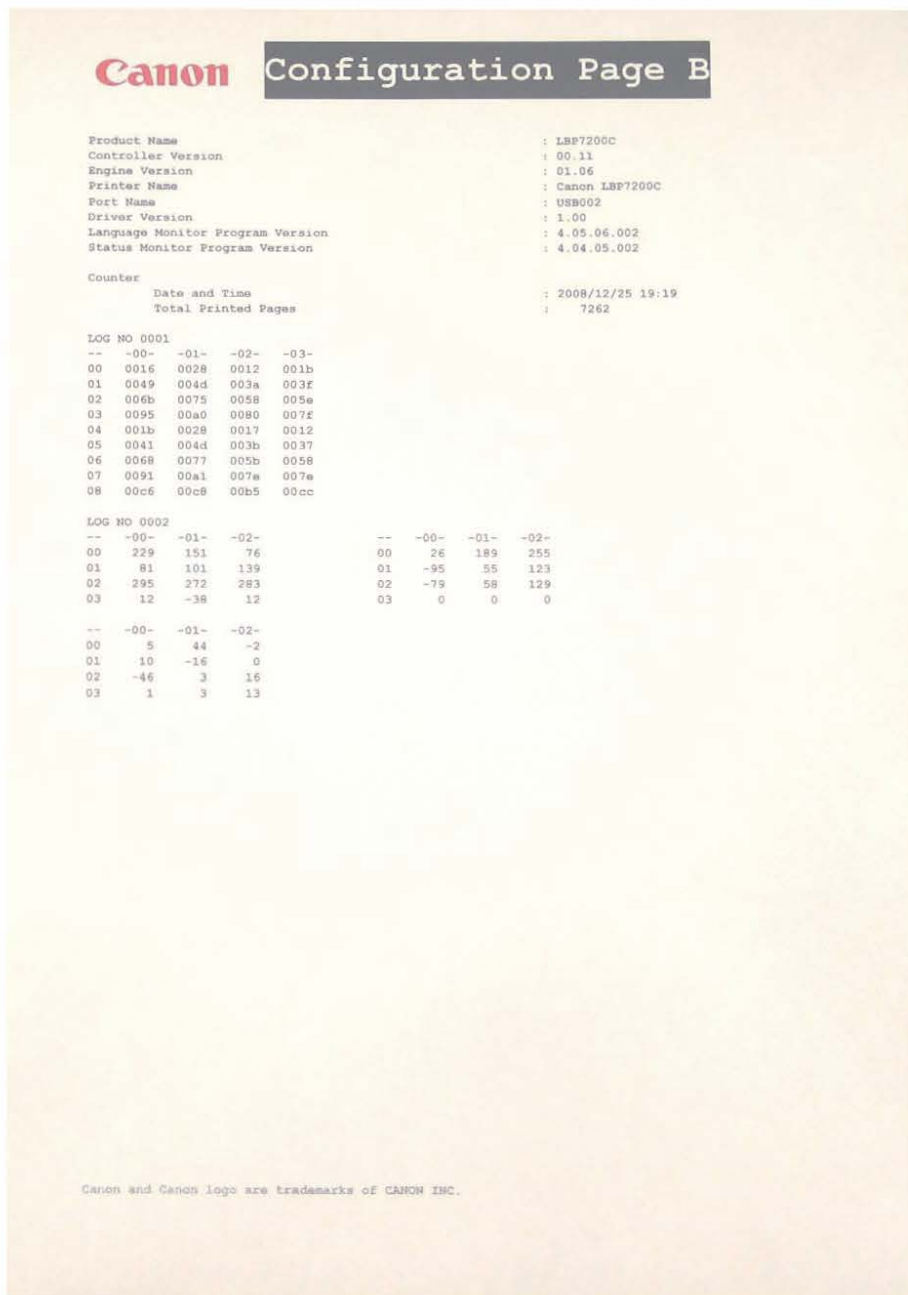 Canon Configuration Page B
Product Name : LBP7200C
Controller Version : 00.11
Engine Version : 01.06
Printer Name : Canon LBP7200C
Port Name : USB002
Driver Version : 1.00
Language Monitor Program Version : 4.05.06.002
Status Monitor Program Version : 4.04.05.002
Counter
Date and Time : 2008/12/25 19:19
Total Printed Pages : 7262
LOG NO 0001
-- -00- -01- -02- -03-
00 0016 0028 0012 001b
01 0049 004d 003a 003f
02 006b 0075 0058 005e
03 0095 00a0 0080 007f
04 001b 0028 0017 0012
05 0041 004d 003b 0037
06 0068 0077 005b 0058
07 0091 00a1 007e 007e
08 00c6 00c8 00b5 00cc
LOG NO 0002
-- -00- -01- -02- -- -00- -01- -02-
00 229 151 76 00 26 189 255
01 81 101 139 01 -95 55 123
02 295 272 283 02 -79 58 129
03 12 -38 12 03 0 0 0
-- -00- -01- -02-
00 5 44 -2
01 10 -16 0
02 -46 3 16
03 1 3 13
Canon and Canon logo are trademarks of CANON INC.